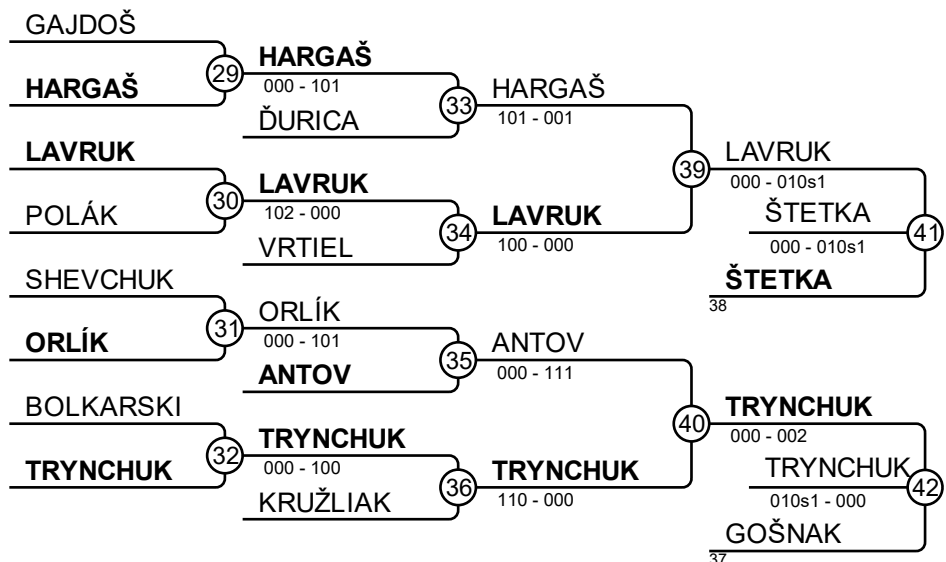 GAJDOŠ
29
HARGAŠ
HARGAŠ
000 - 101
33
HARGAŠ
101 - 001
ĎURICA
LAVRUK
39
LAVRUK
000 - 010s1
30
LAVRUK
102 - 000
POLÁK
34
LAVRUK
100 - 000
ŠTETKA
000 - 010s1
41
VRTIEL
SHEVCHUK
ŠTETKA
38
31
ORLÍK
000 - 101
ORLÍK
35
ANTOV
000 - 111
ANTOV
BOLKARSKI
40
TRYNCHUK
000 - 002
32
TRYNCHUK
000 - 100
TRYNCHUK
36
TRYNCHUK
110 - 000
TRYNCHUK
010s1 - 000
42
KRUŽLIAK
GOŠNAK
37